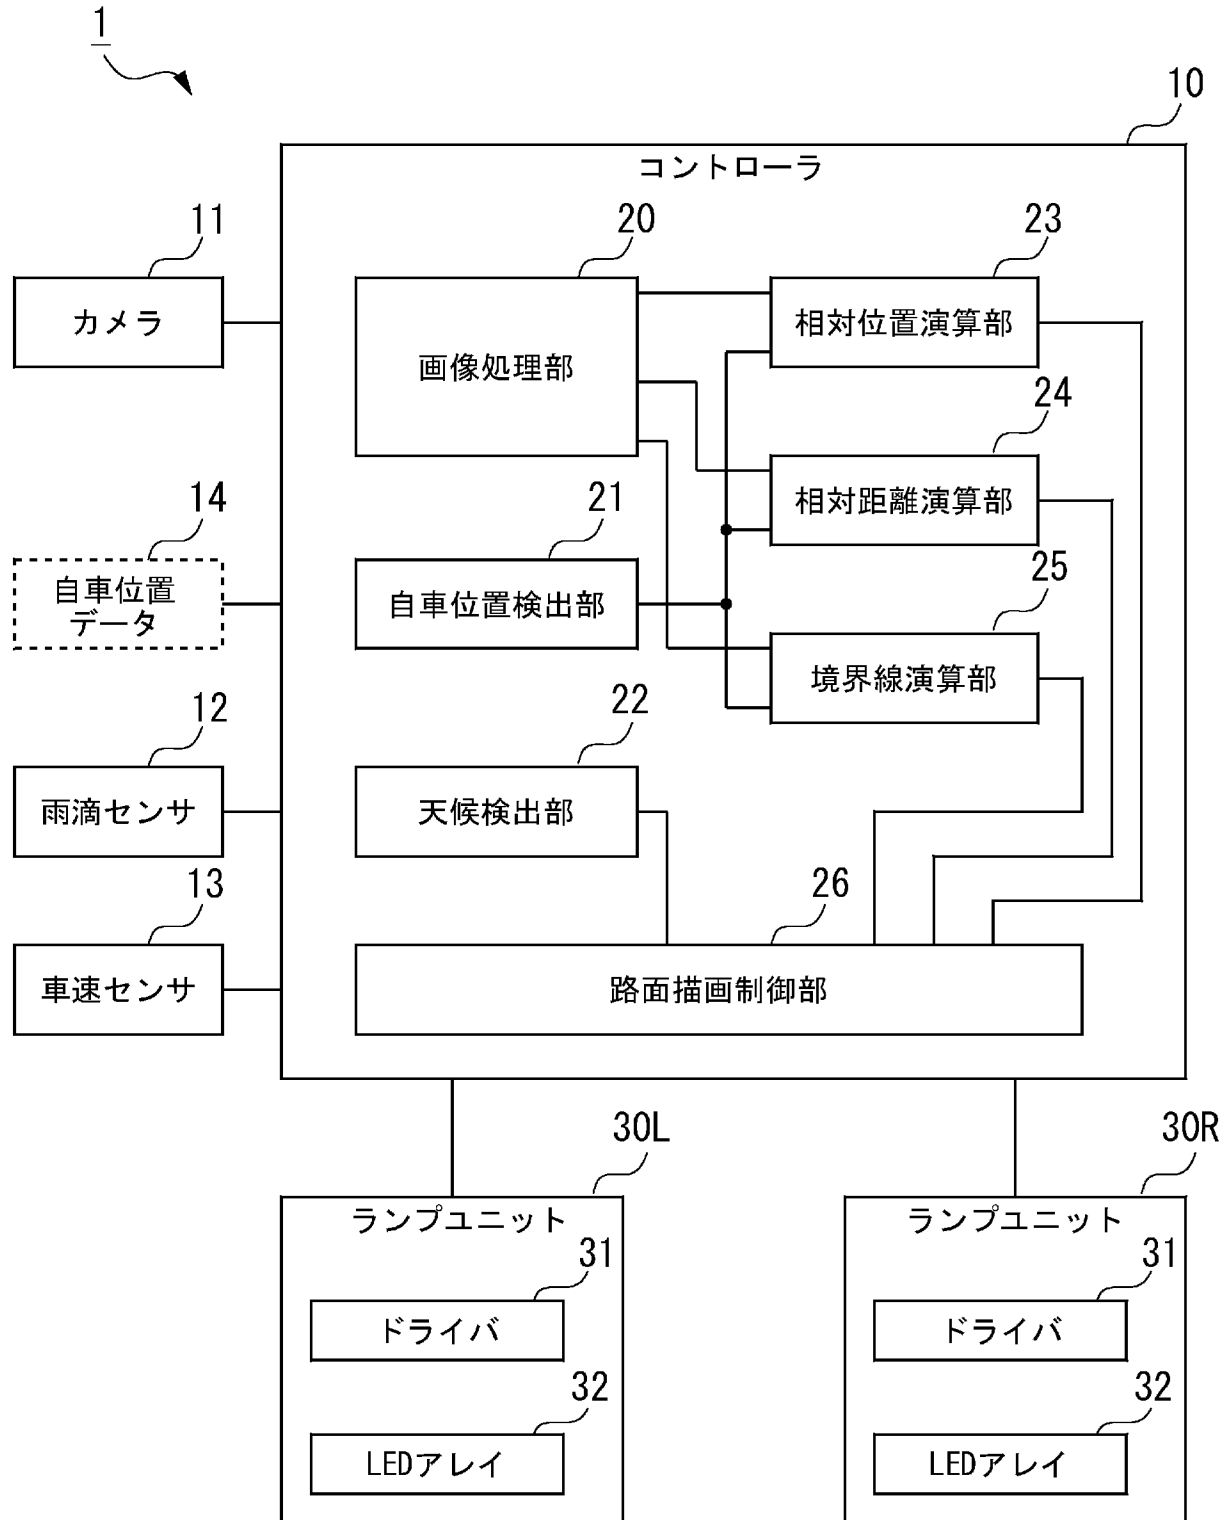 1
10
コントローラ
11
カメラ
20
画像処理部
23
相対位置演算部
24
相対距離演算部
14
自車位置
データ
21
自車位置検出部
25
境界線演算部
12
雨滴センサ
22
天候検出部
13
車速センサ
26
路面描画制御部
30L
ランプユニット
31
ドライバ
32
LEDアレイ
30R
ランプユニット
31
ドライバ
32
LEDアレイ